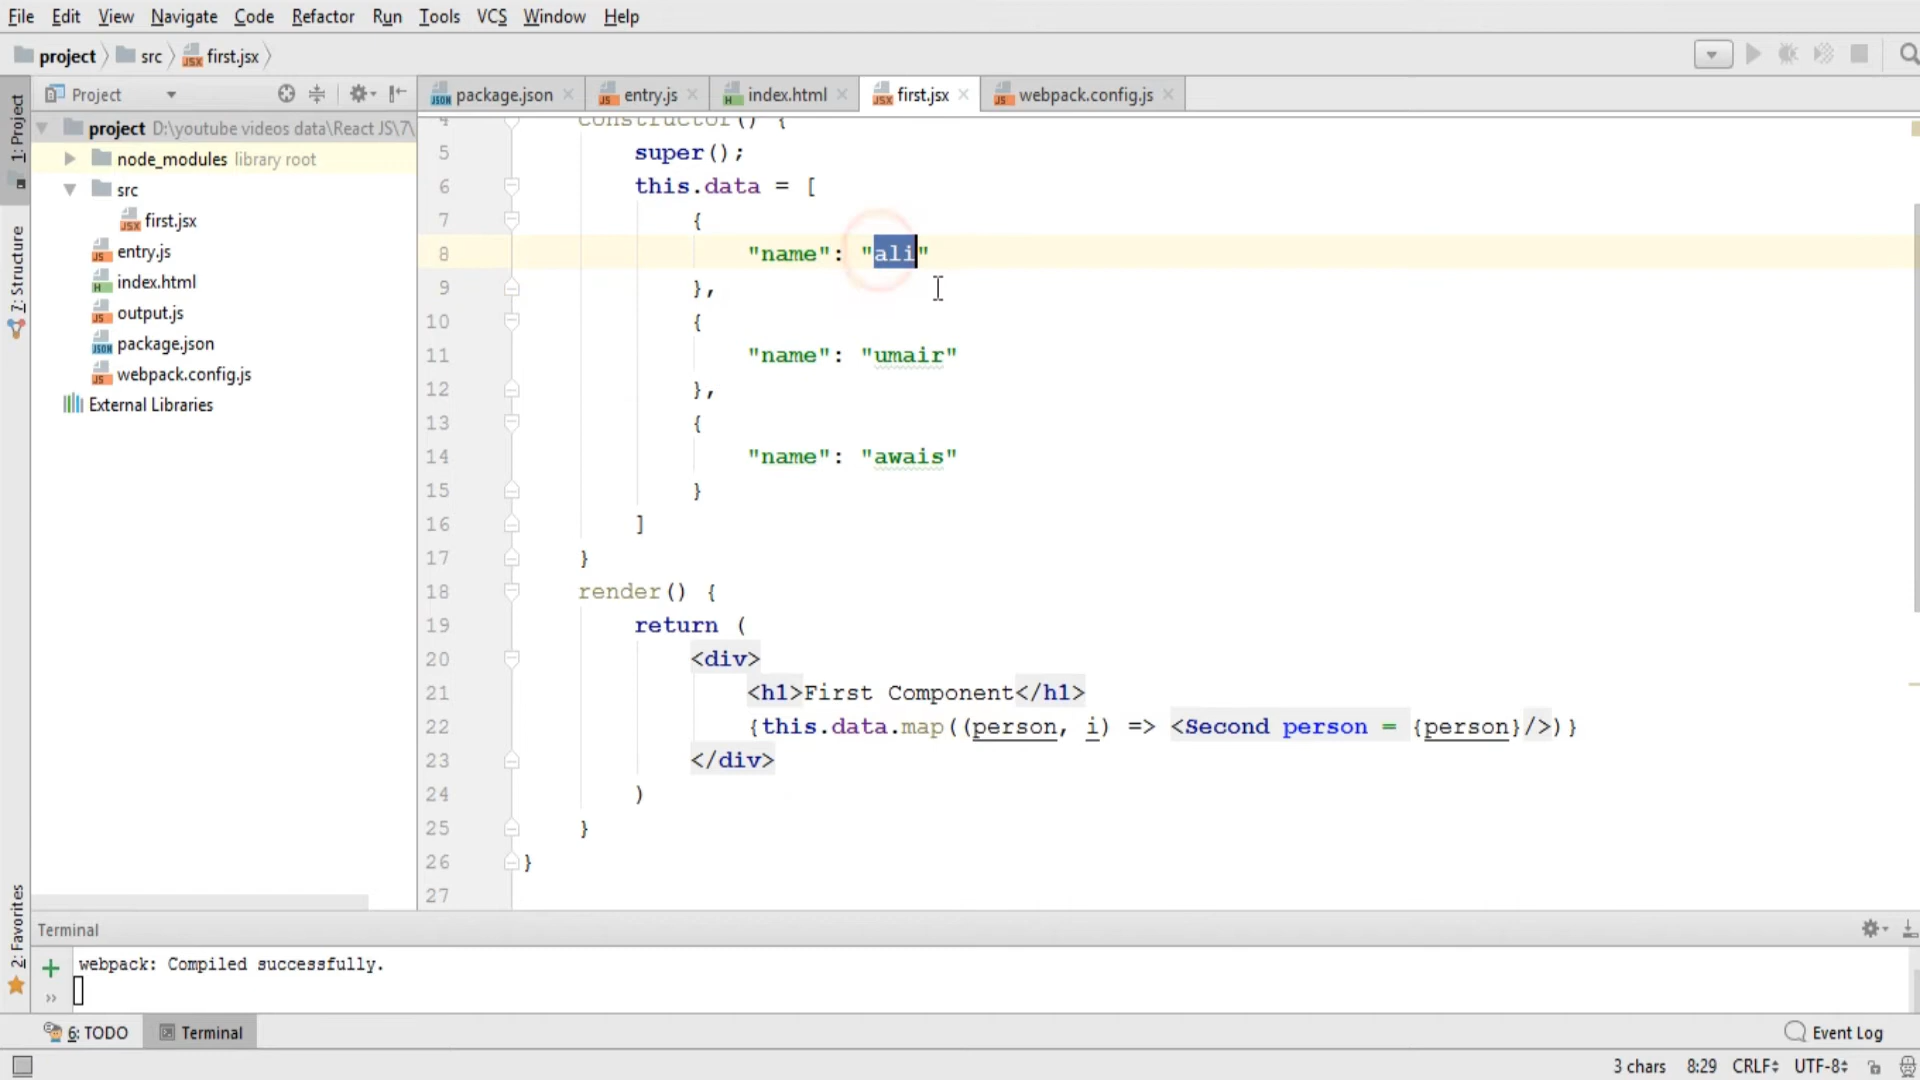 File Edit View Navigate Code Refactor Run Tools VCS Window Help
project src first.jsx
Project
package.json entry.js index.html first.jsx webpack.config.js
1: Project
7: Structure
2: Favorites
project D:\youtube videos data\React JS\7\
node_modules library root
src
first.jsx
entry.js
index.html
output.js
package.json
webpack.config.js
External Libraries
4 constructor() {
5 super();
6 this.data = [
7 {
8 "name": "ali"
9 },
10 {
11 "name": "umair"
12 },
13 {
14 "name": "awais"
15 }
16 ]
17 }
18 render() {
19 return (
20 <div>
21 <h1>First Component</h1>
22 {this.data.map((person, i) => <Second person = {person}/>)}
23 </div>
24 )
25 }
26 }
27
Terminal
webpack: Compiled successfully.
6: TODO Terminal Event Log
3 chars 8:29 CRLF UTF-8